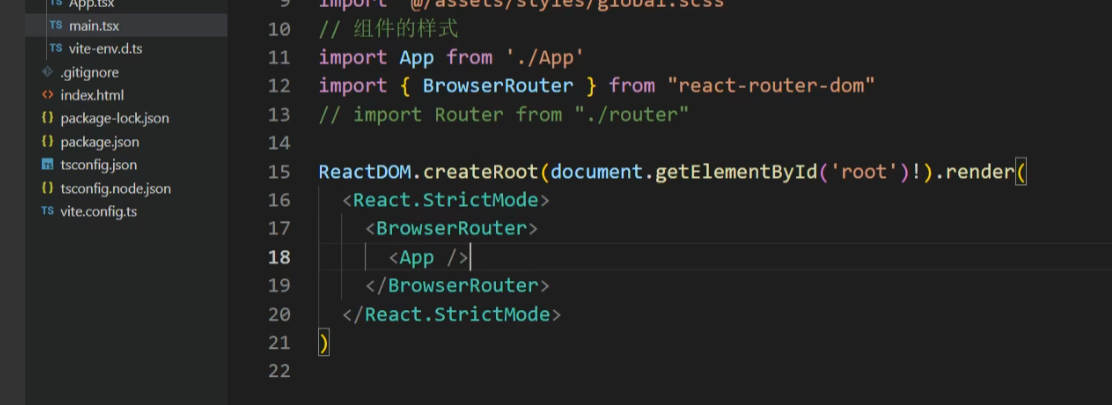 App.tsx
TS main.tsx
TS vite-env.d.ts
.gitignore
<> index.html
{} package-lock.json
{} package.json
TS tsconfig.json
{} tsconfig.node.json
TS vite.config.ts
9 import '@/assets/styles/global.scss'
10 // 组件的样式
11 import App from './App'
12 import { BrowserRouter } from "react-router-dom"
13 // import Router from "./router"
14
15 ReactDOM.createRoot(document.getElementById('root')!).render(
16 <React.StrictMode>
17 <BrowserRouter>
18 <App />
19 </BrowserRouter>
20 </React.StrictMode>
21 )
22